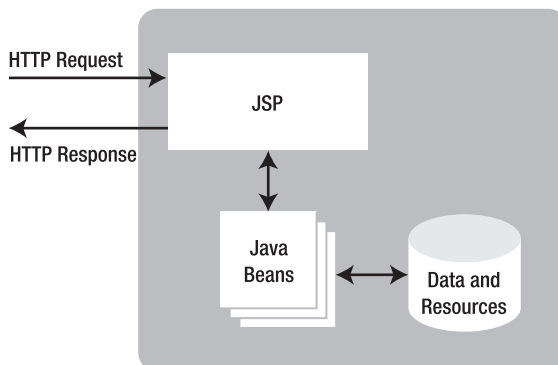 HTTP Request
JSP
HTTP Response
Java
Beans
Data and
Resources